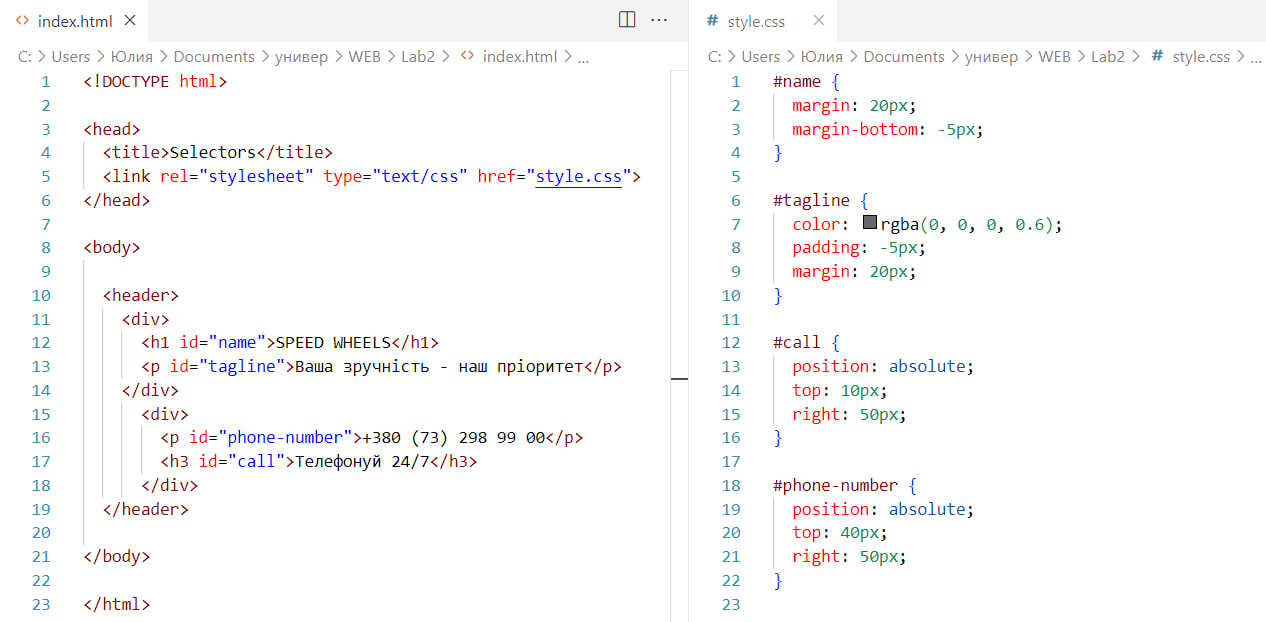 index.html
C: > Users > Юлия > Documents > универ > WEB > Lab2 > <> index.html > ...
1 <!DOCTYPE html>
2
3 <head>
4 <title>Selectors</title>
5 <link rel="stylesheet" type="text/css" href="style.css">
6 </head>
7
8 <body>
9
10 <header>
11 <div>
12 <h1 id="name">SPEED WHEELS</h1>
13 <p id="tagline">Ваша зручність - наш пріоритет</p>
14 </div>
15 <div>
16 <p id="phone-number">+380 (73) 298 99 00</p>
17 <h3 id="call">Телефонуй 24/7</h3>
18 </div>
19 </header>
20
21 </body>
22
23 </html>
# style.css
C: > Users > Юлия > Documents > универ > WEB > Lab2 > # style.css > ...
1 #name {
2 margin: 20px;
3 margin-bottom: -5px;
4 }
5
6 #tagline {
7 color: rgba(0, 0, 0, 0.6);
8 padding: -5px;
9 margin: 20px;
10 }
11
12 #call {
13 position: absolute;
14 top: 10px;
15 right: 50px;
16 }
17
18 #phone-number {
19 position: absolute;
20 top: 40px;
21 right: 50px;
22 }
23